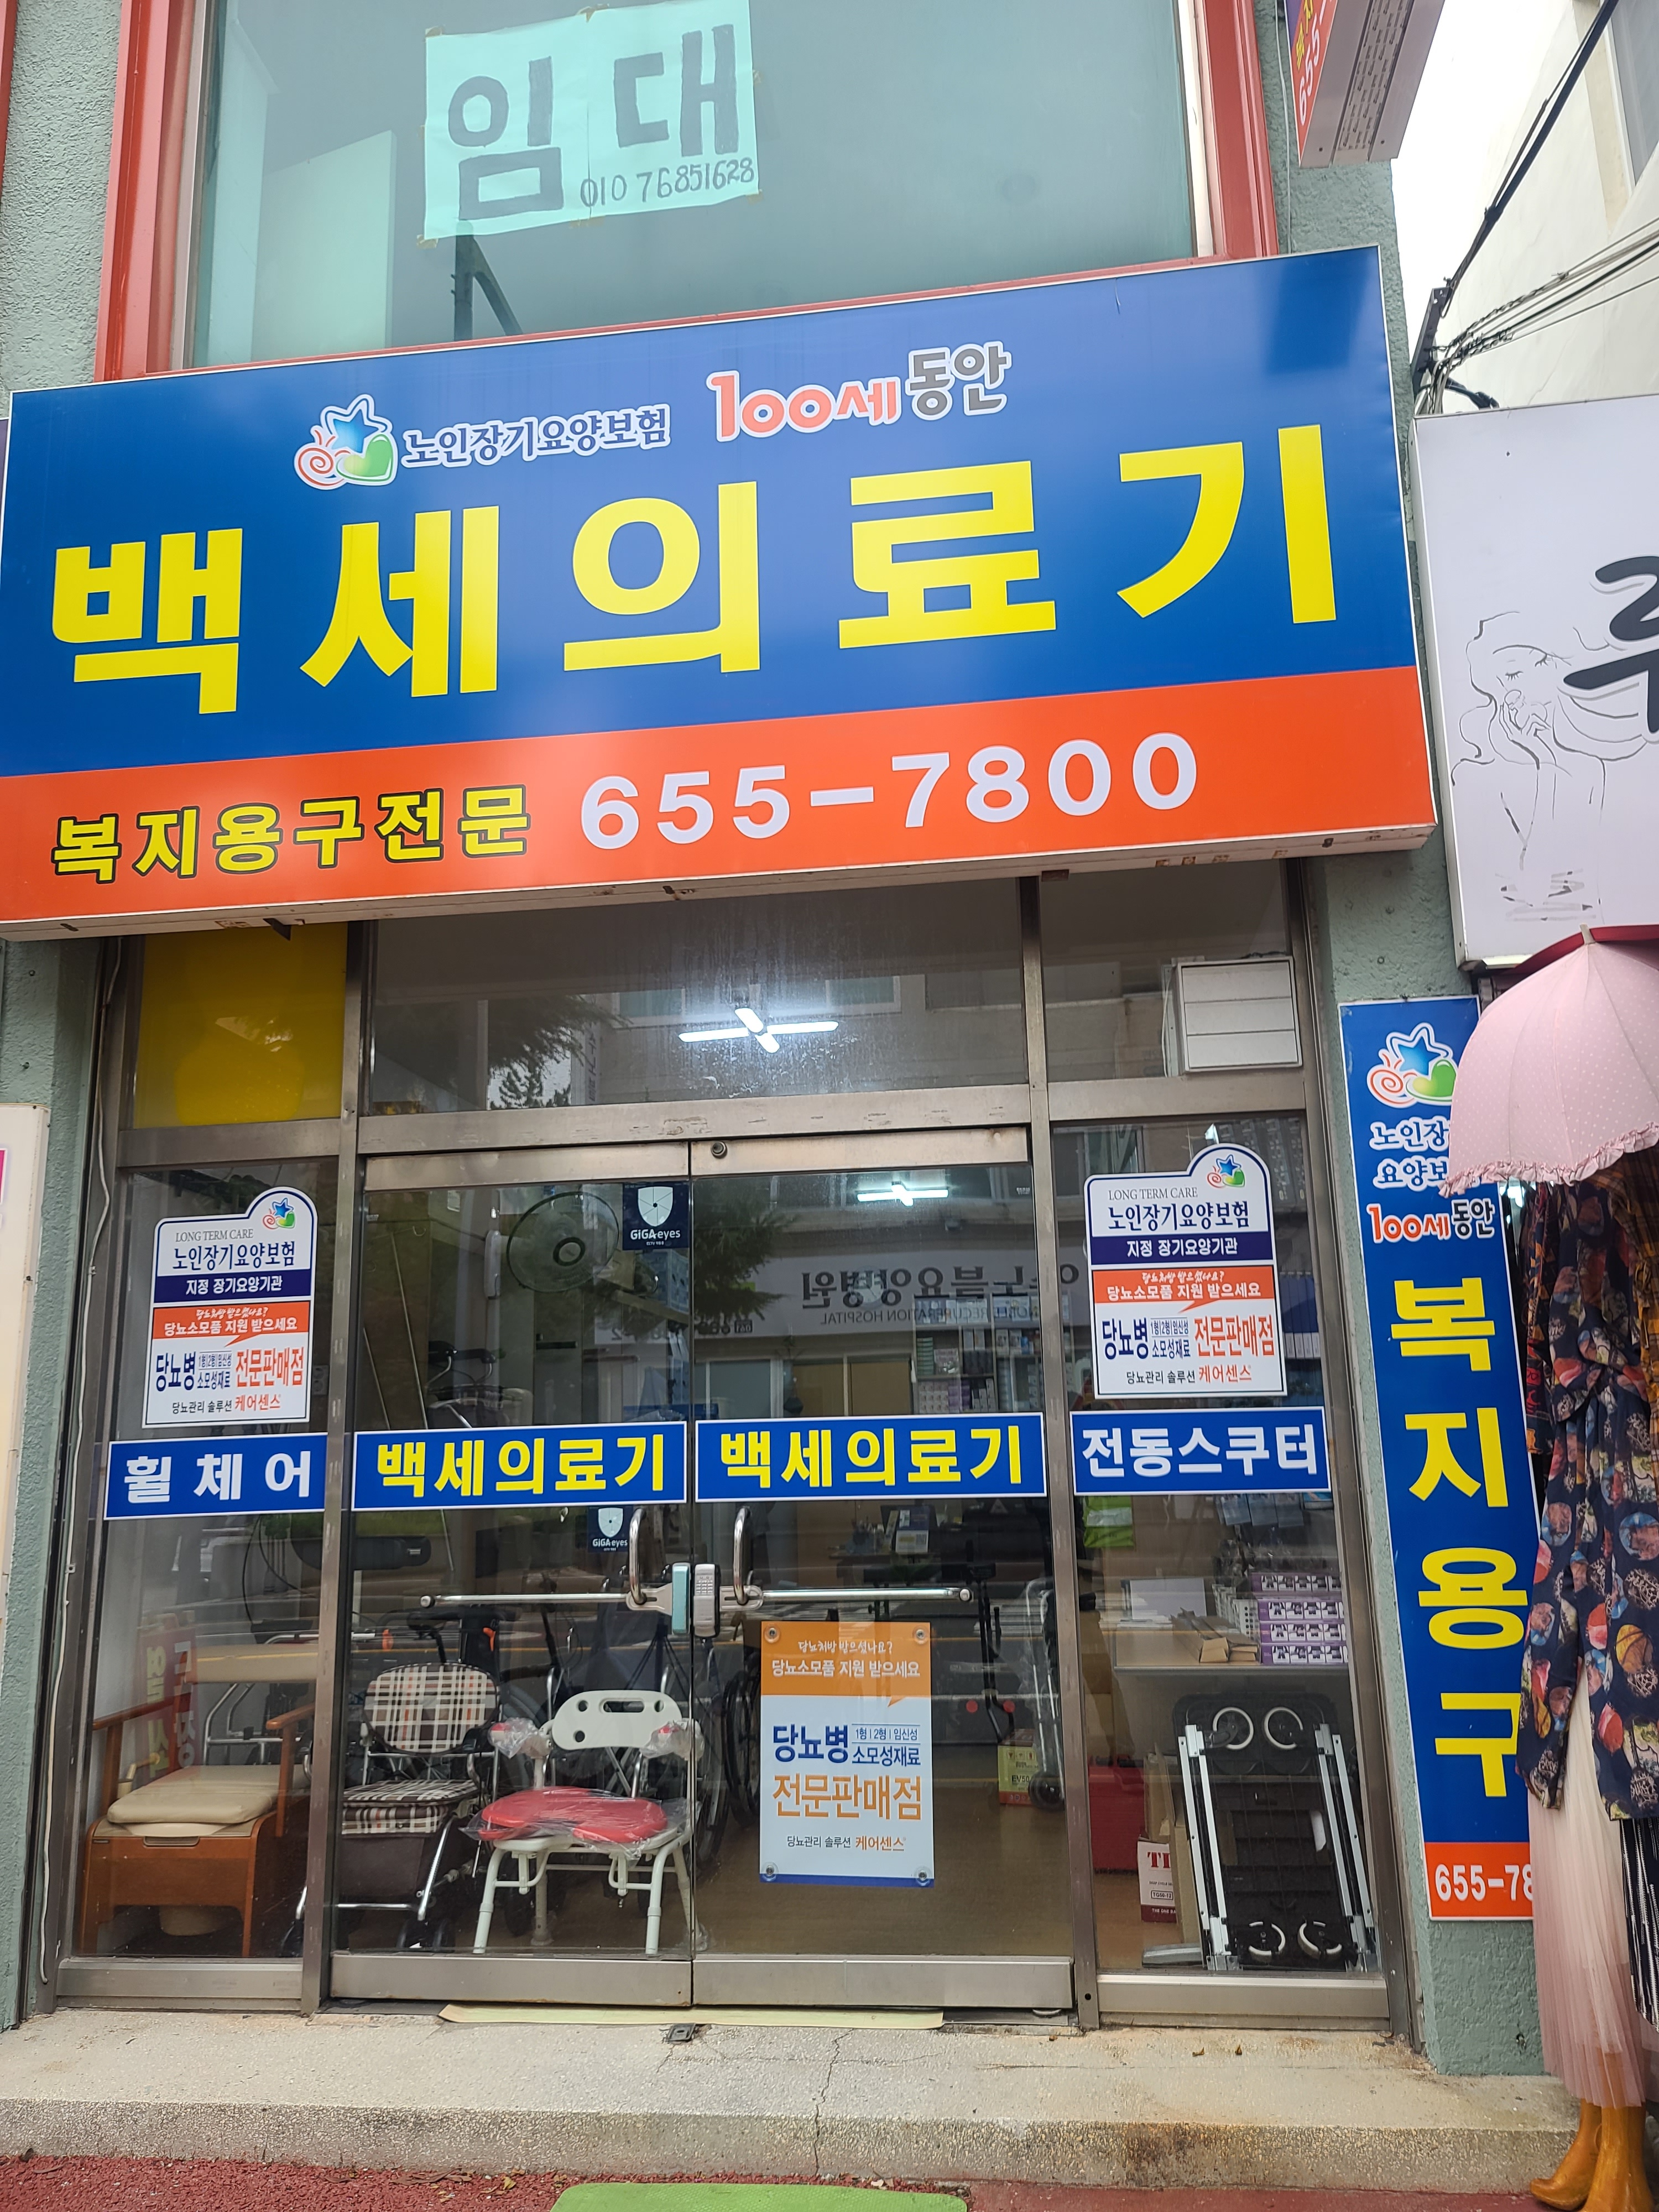 임대
010 76851628
노인장기요양보험 100세동안
백세의료기
복지용구전문 655-7800
GiGAeyes
LONG TERM CARE
노인장기요양보험
지정 장기요양기관
당뇨처방 받으셨나요?
당뇨소모품 지원 받으세요
당뇨병 1형|2형|임신성 소모성재료 전문판매점
당뇨관리 솔루션 케어센스
LONG TERM CARE
노인장기요양보험
지정 장기요양기관
당뇨처방 받으셨나요?
당뇨소모품 지원 받으세요
당뇨병 1형|2형|임신성 소모성재료 전문판매점
당뇨관리 솔루션 케어센스
휠체어
백세의료기
백세의료기
전동스쿠터
GiGAeyes
당뇨처방 받으셨나요?
당뇨소모품 지원 받으세요
당뇨병 1형|2형|임신성 소모성재료
전문판매점
당뇨관리 솔루션 케어센스
노인장
요양보
100세동안
복지용구
655-78